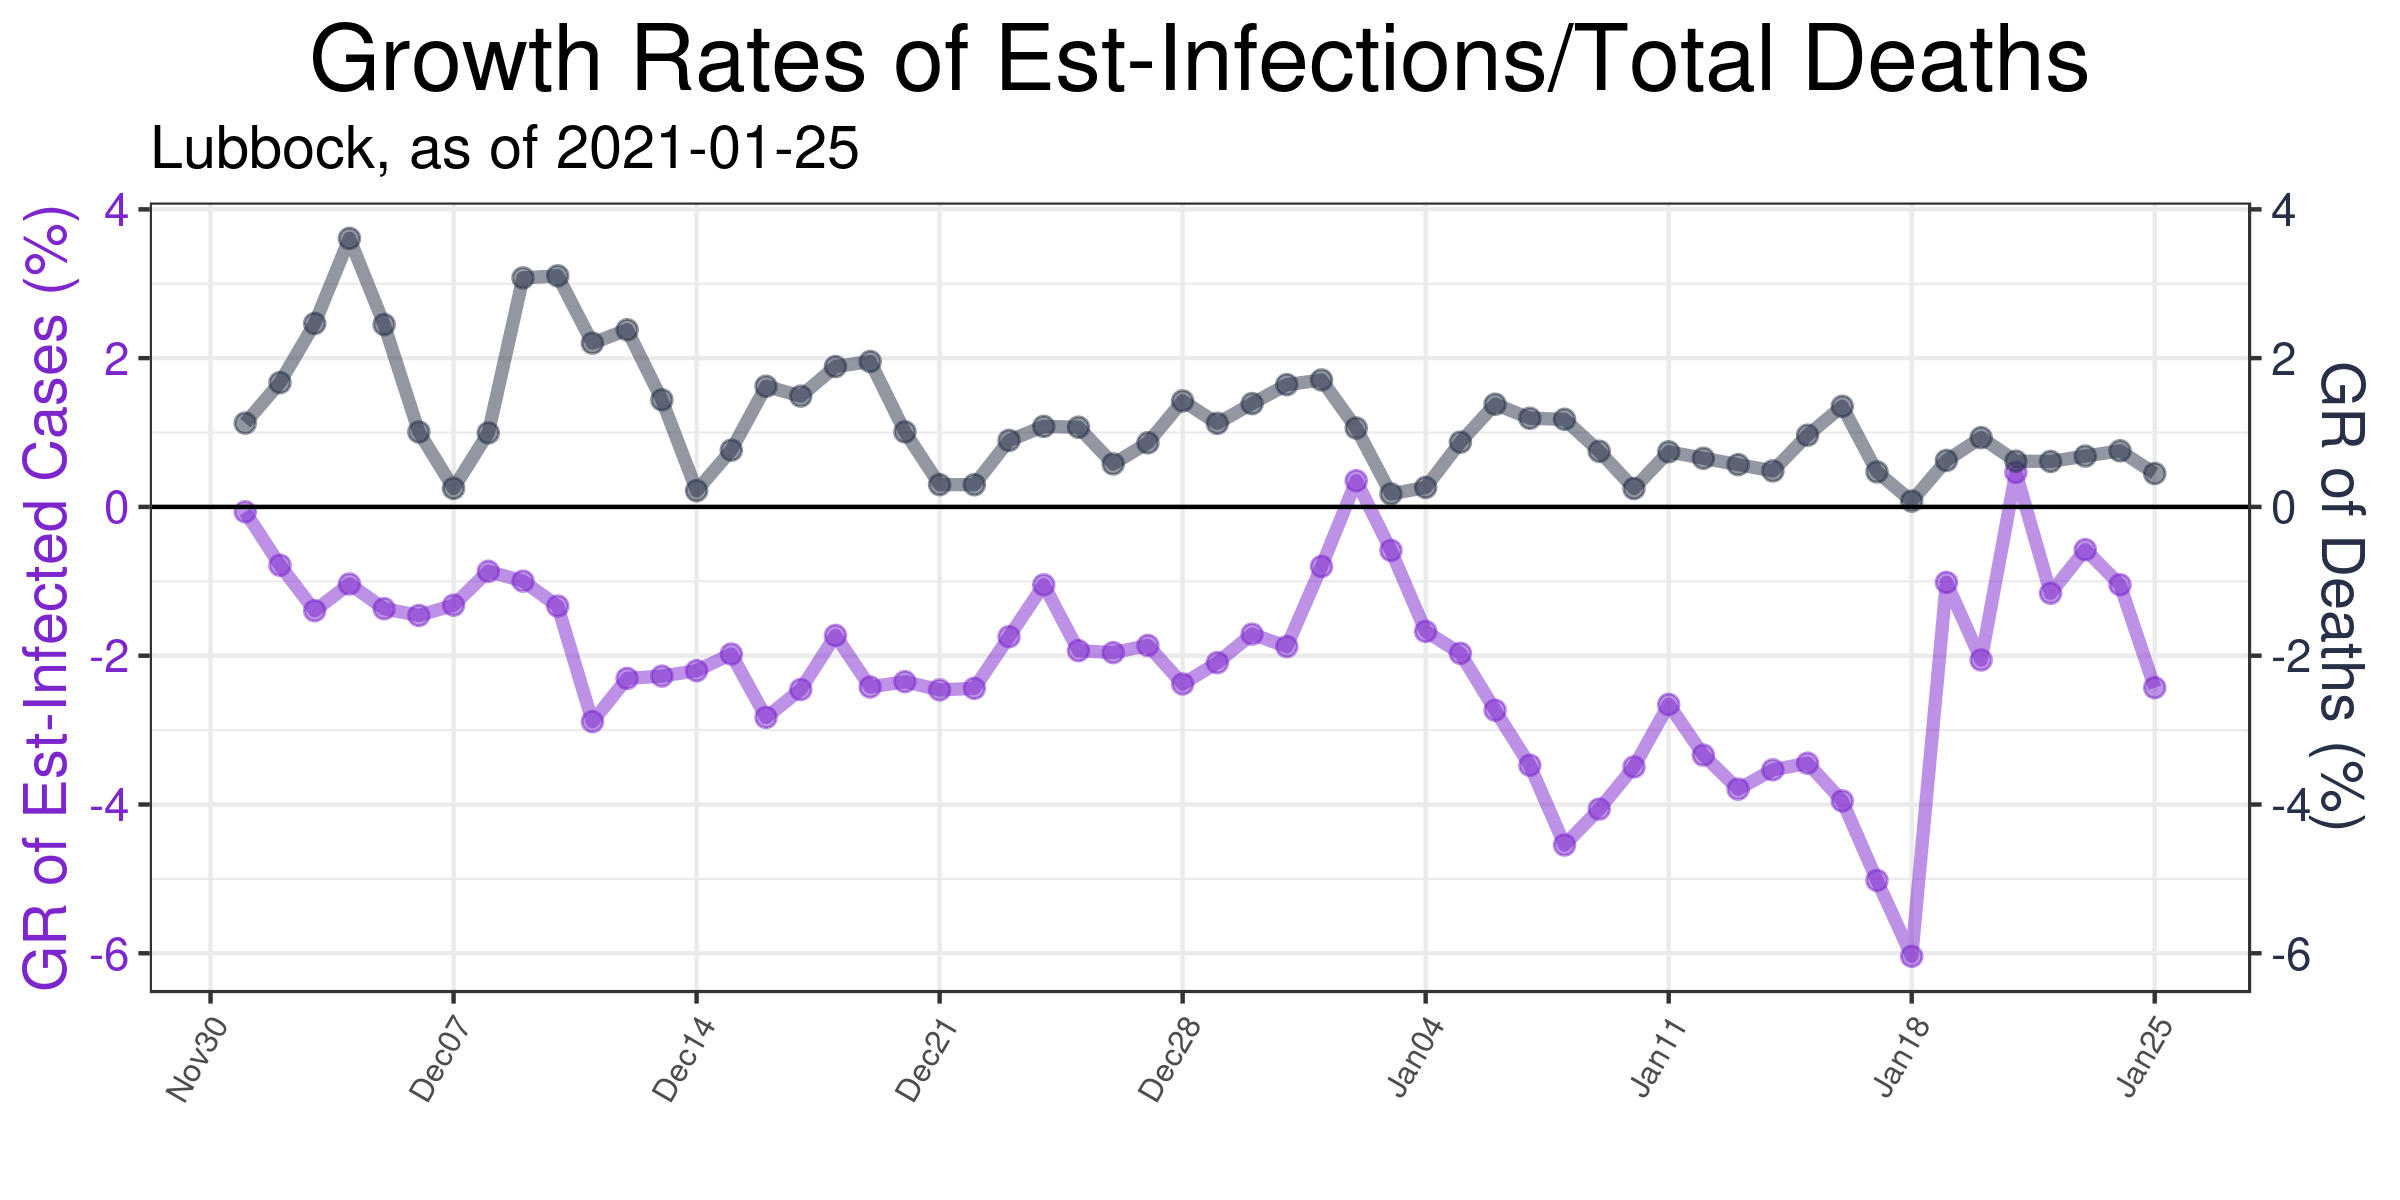 Growth Rates of Est-Infections/Total Deaths
Lubbock, as of 2021-01-25
GR of Est-Infected Cases (%)
4
2
0
-2
-4
-6
4
2
0
-2
-4
-6
GR of Deaths (%)
Nov30
Dec07
Dec14
Dec21
Dec28
Jan04
Jan11
Jan18
Jan25